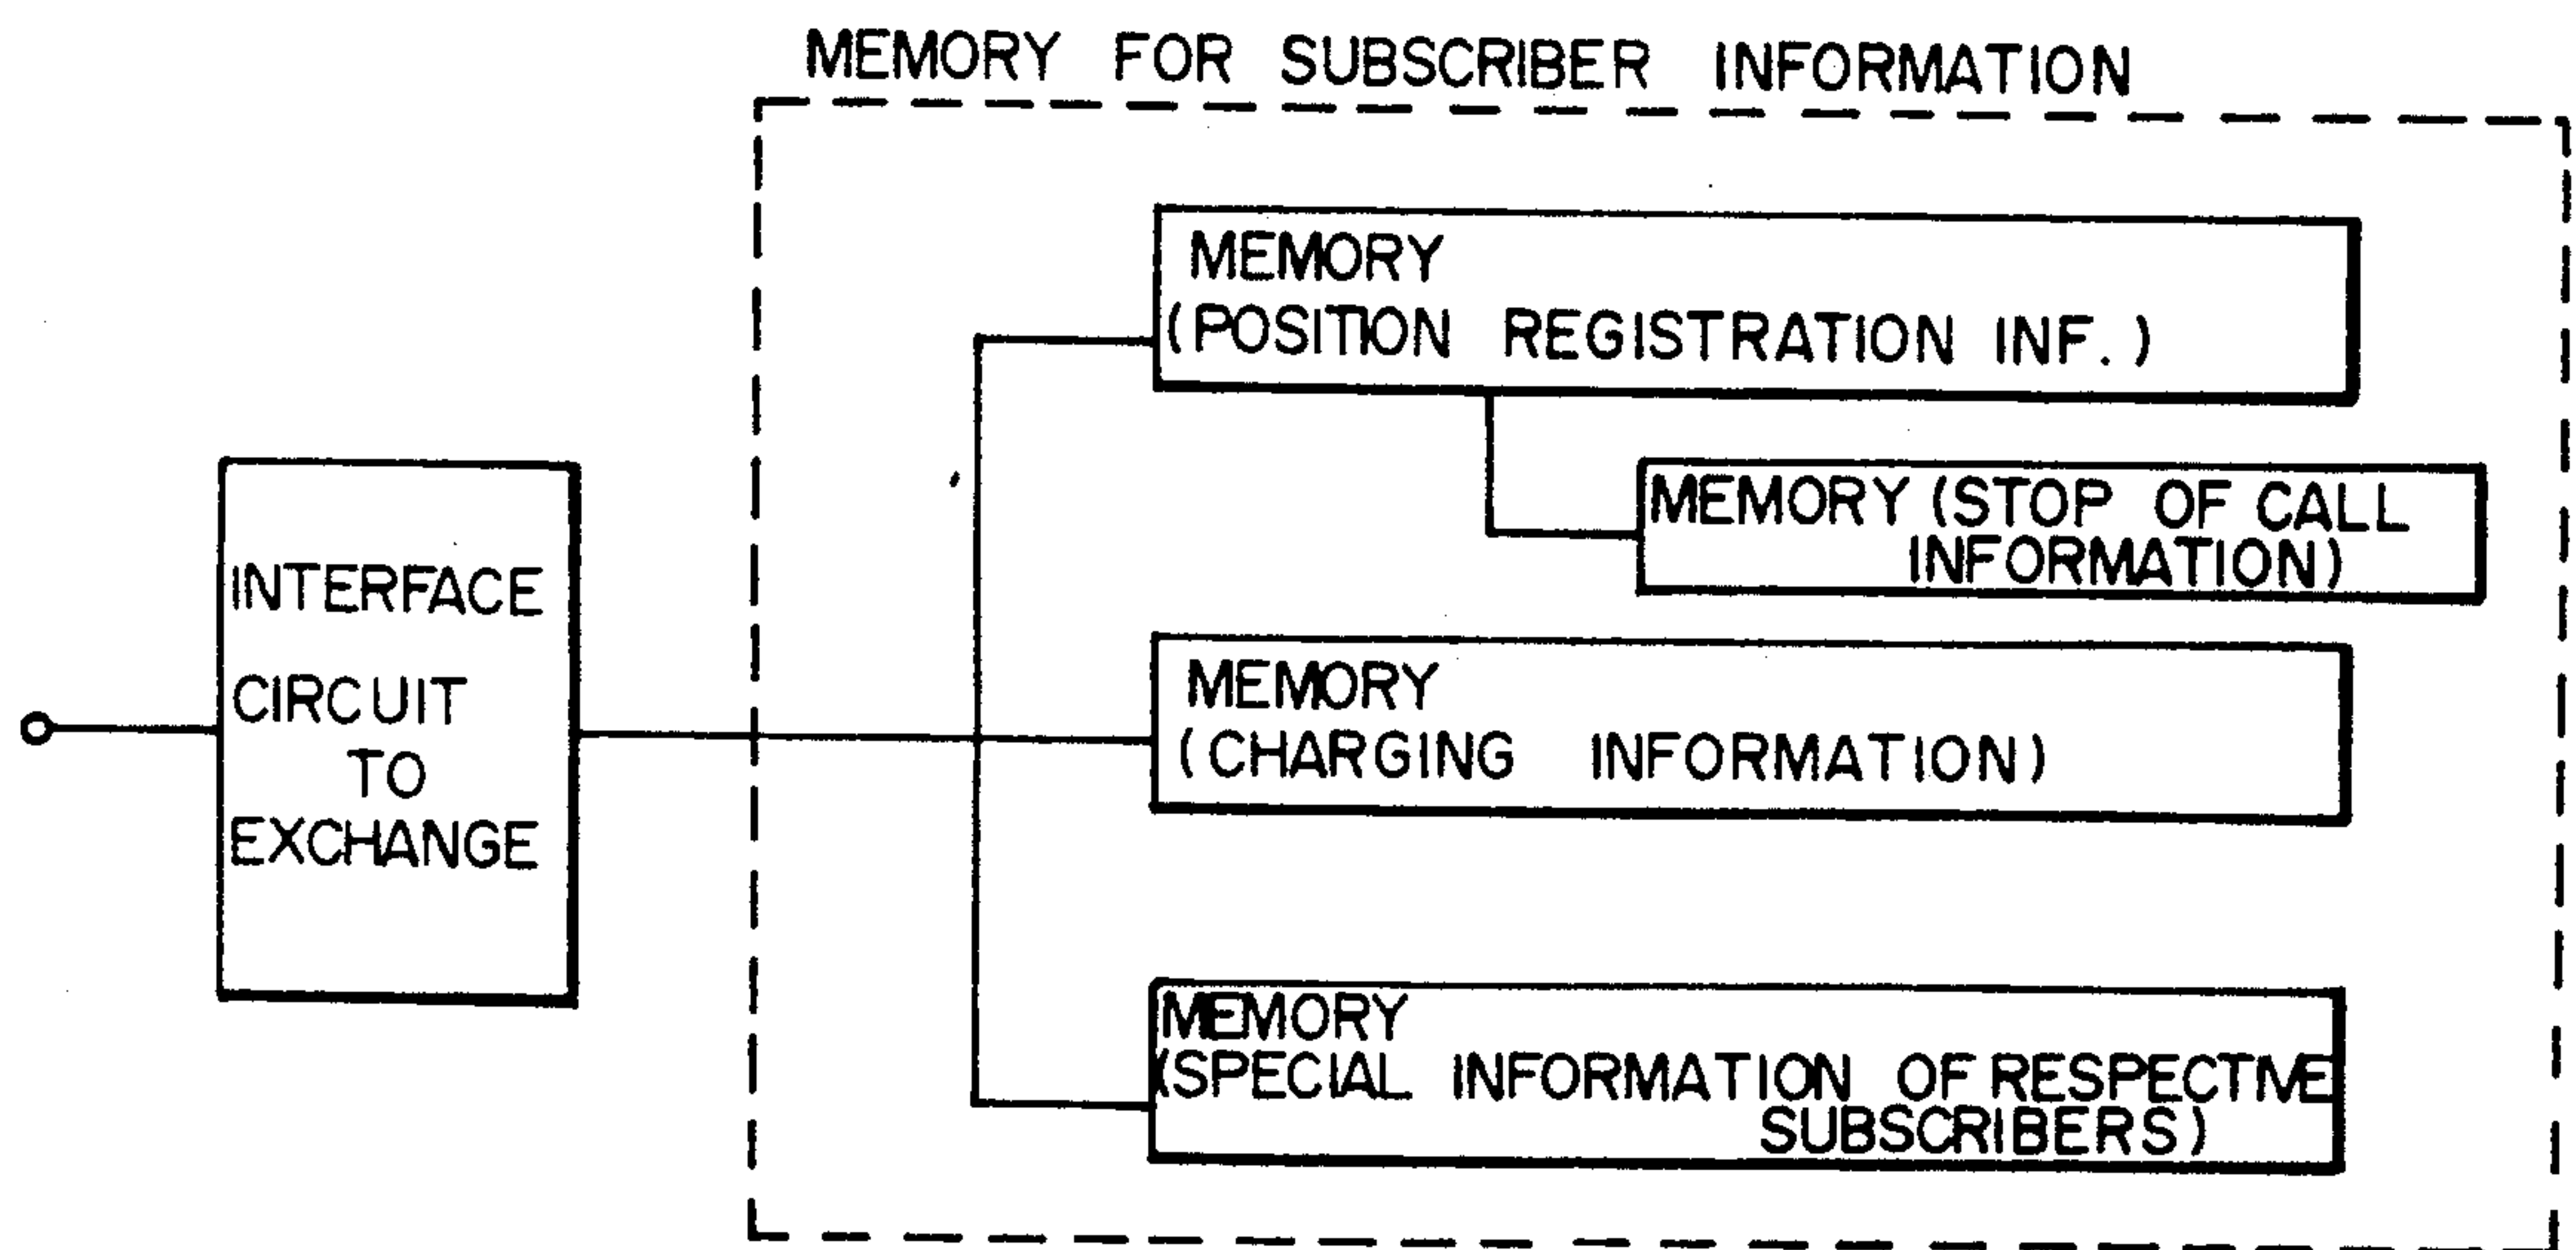 MEMORY FOR SUBSCRIBER INFORMATION
MEMORY
(POSITION REGISTRATION INF.)
MEMORY (STOP OF CALL
INFORMATION)
INTERFACE
CIRCUIT
TO
EXCHANGE
MEMORY
(CHARGING INFORMATION)
MEMORY
(SPECIAL INFORMATION OF RESPECTIVE
SUBSCRIBERS)